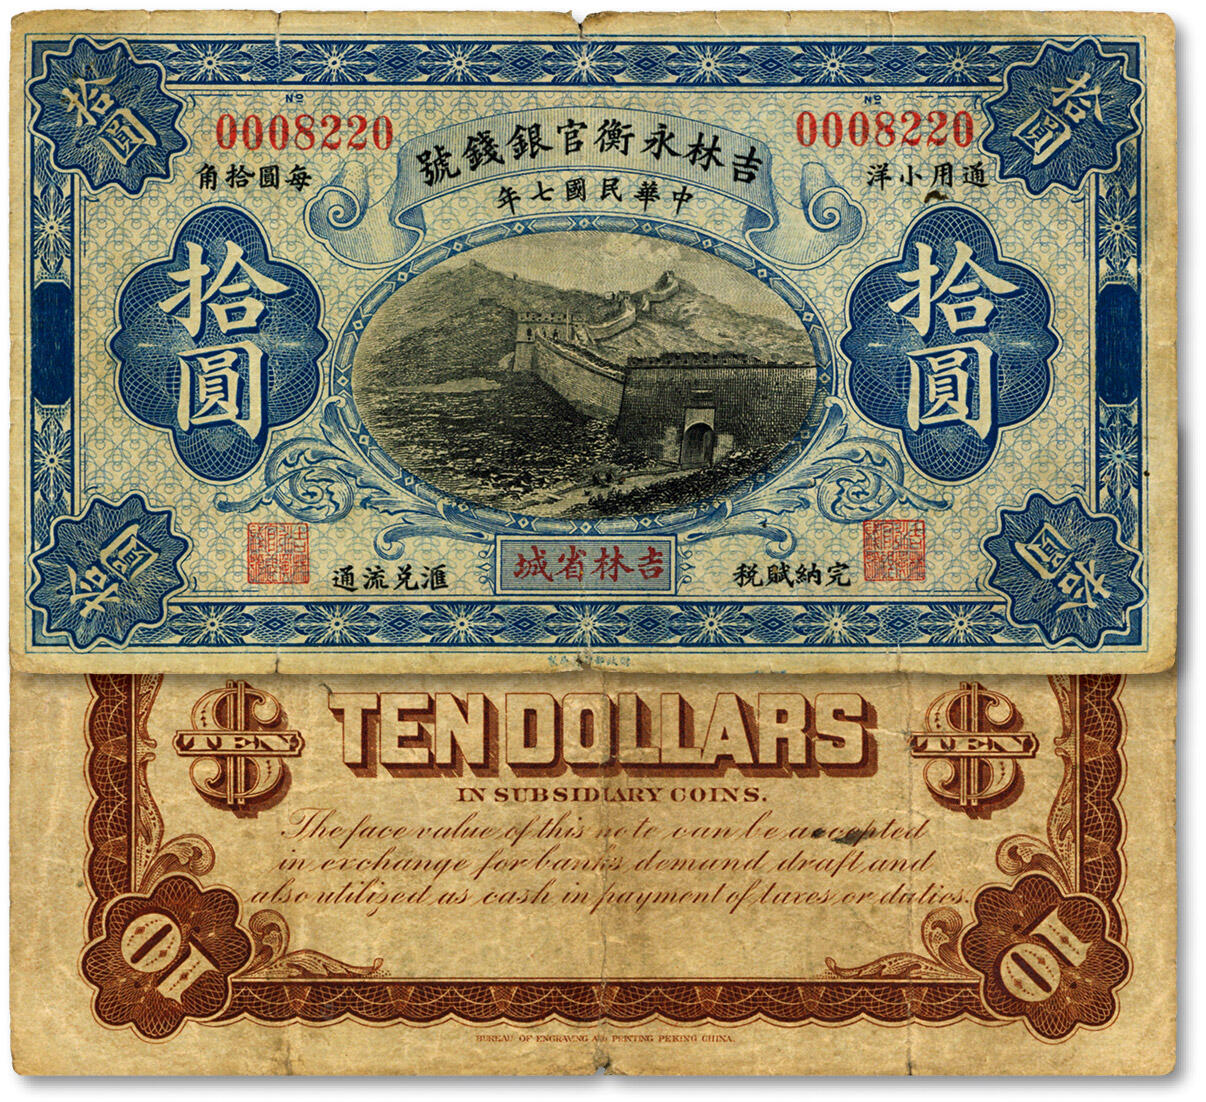 Nº 0008220
Nº 0008220
吉林永衡官銀錢號
中華民國七年
通用小洋
每圓拾角
拾圓
拾圓
拾圓
拾圓
拾圓
拾圓
吉林省城
完納賦稅
滙兌流通
TEN DOLLARS
TEN
TEN
IN SUBSIDIARY COINS.
The face value of this note can be accepted
in exchange for bank's demand draft and
also utilized as cash in payment of taxes or duties.
10
10
BUREAU OF ENGRAVING AND PRINTING PEKING CHINA.